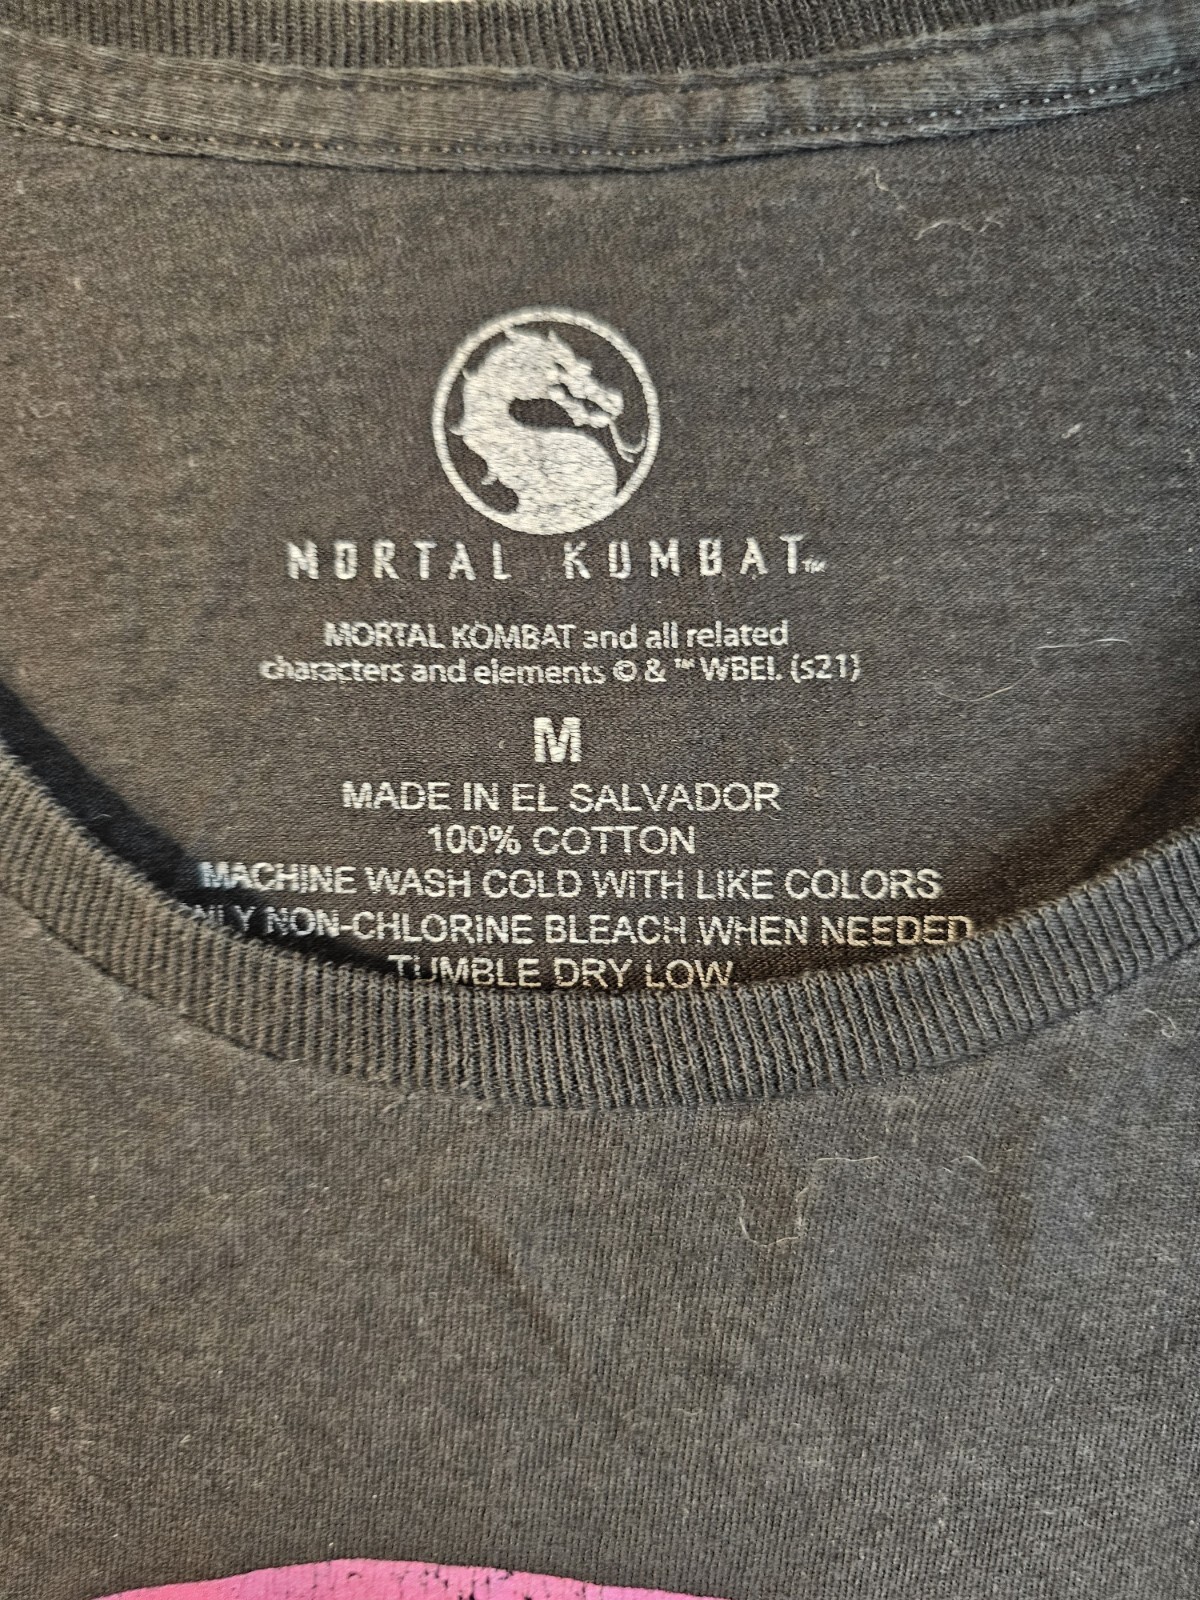 MORTAL KOMBAT™
MORTAL KOMBAT and all related
characters and elements © & ™ WBEI. (s21)
M
MADE IN EL SALVADOR
100% COTTON
MACHINE WASH COLD WITH LIKE COLORS
NON-CHLORINE BLEACH WHEN NEEDED
TUMBLE DRY LOW